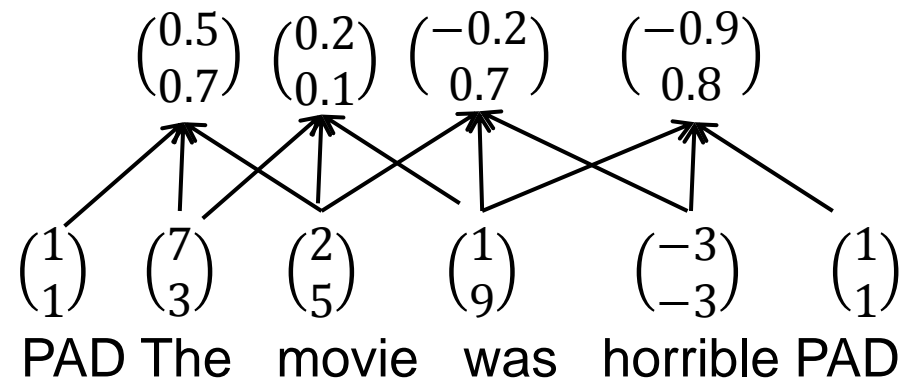 (0.5 0.7) (0.2 0.1) (−0.2 0.7) (−0.9 0.8)
(1 1) (7 3) (2 5) (1 9) (−3 −3) (1 1)
PAD The movie was horrible PAD